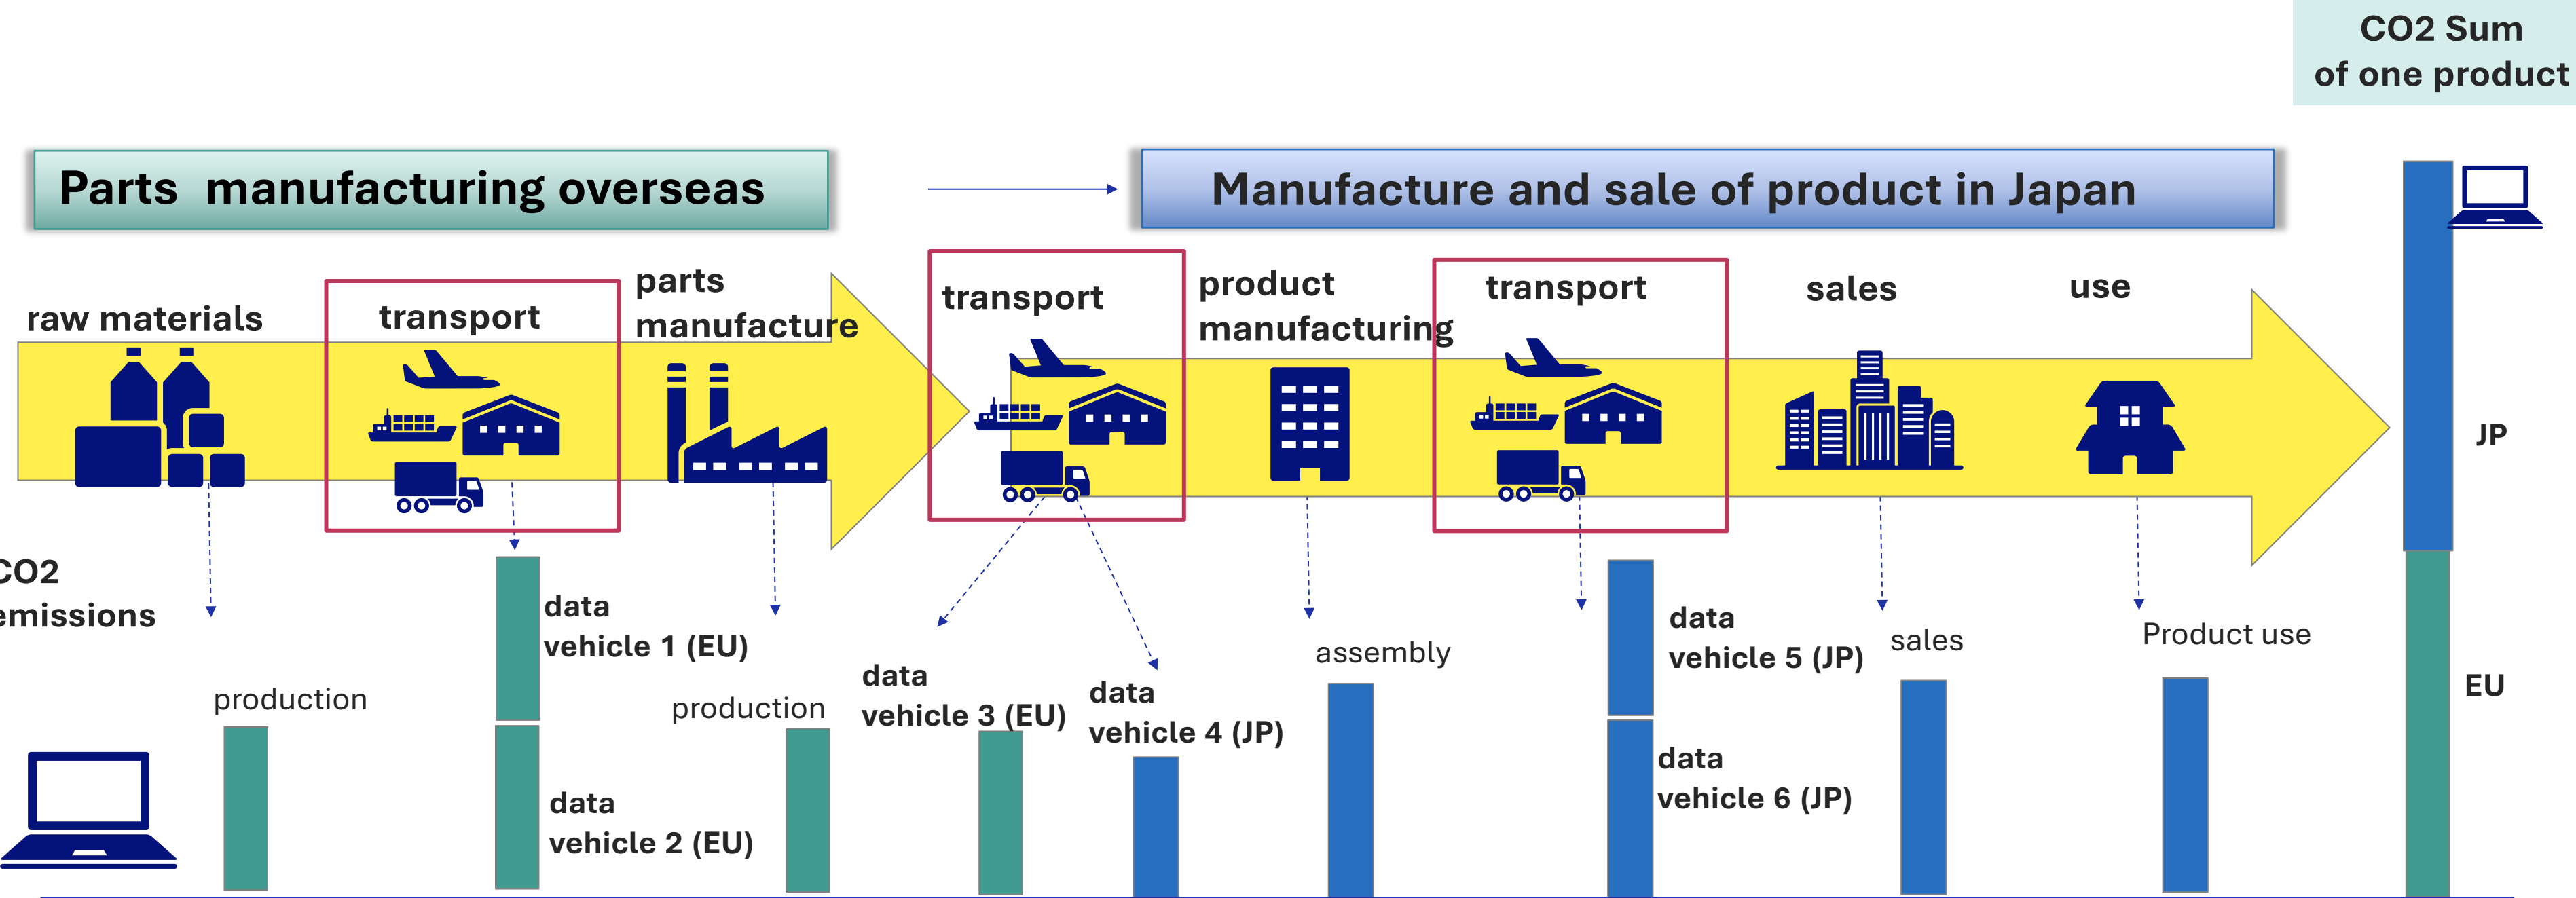 CO2 Sum
of one product
Parts manufacturing overseas
Manufacture and sale of product in Japan
raw materials
transport
parts
manufacture
transport
product
manufacturing
transport
sales
use
JP
EU
CO2
emissions
production
data
vehicle 1 (EU)
data
vehicle 2 (EU)
production
data
vehicle 3 (EU)
data
vehicle 4 (JP)
assembly
data
vehicle 5 (JP)
data
vehicle 6 (JP)
sales
Product use